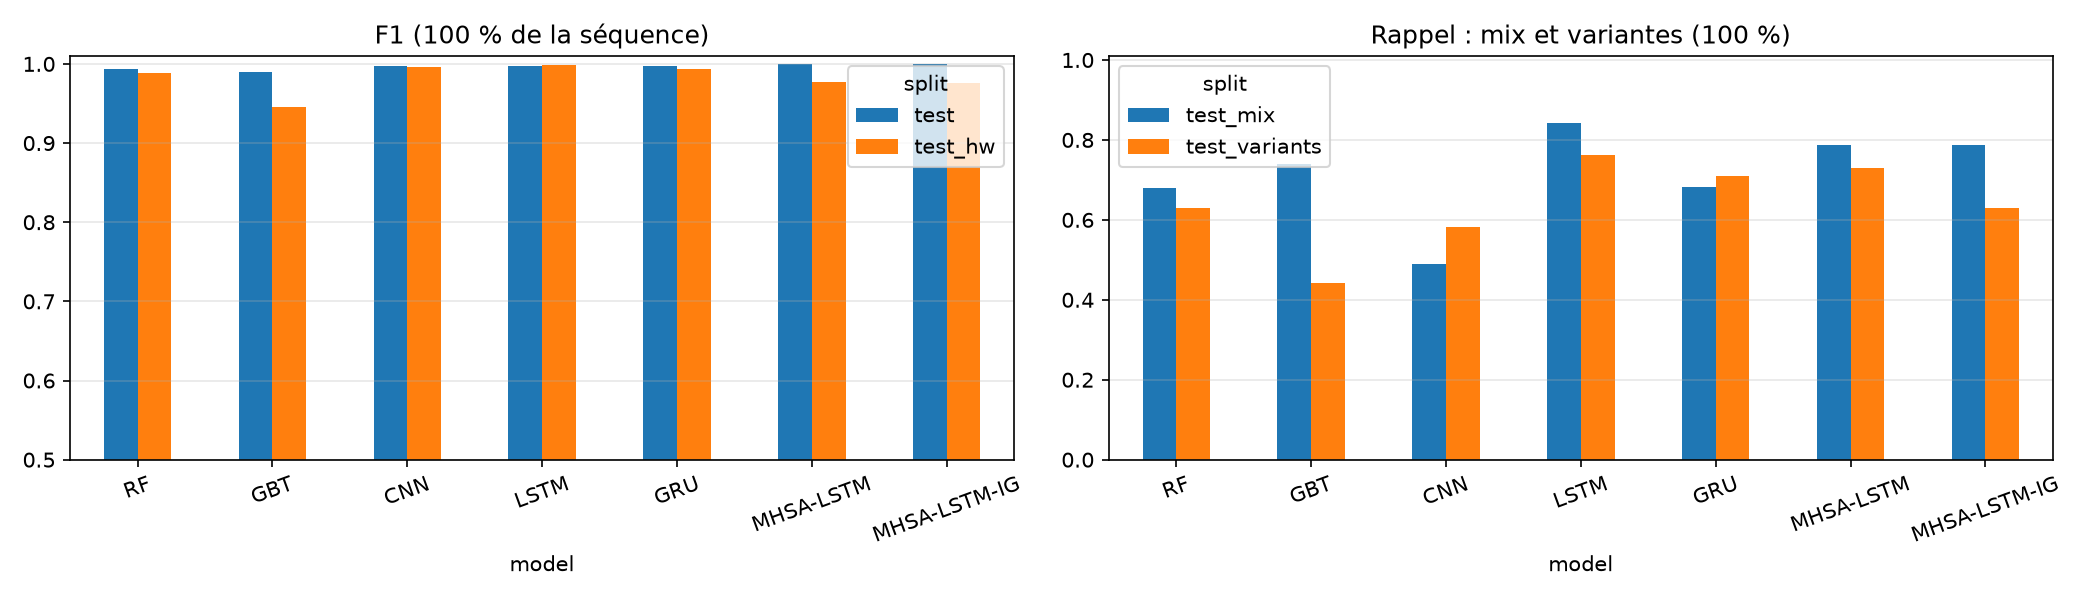 F1 (100 % de la séquence)
1.0
0.9
0.8
0.7
0.6
0.5
split
test
test_hw
RF
GBT
CNN
LSTM
GRU
MHSA-LSTM
MHSA-LSTM-IG
model
Rappel : mix et variantes (100 %)
1.0
0.8
0.6
0.4
0.2
0.0
split
test_mix
test_variants
RF
GBT
CNN
LSTM
GRU
MHSA-LSTM
MHSA-LSTM-IG
model